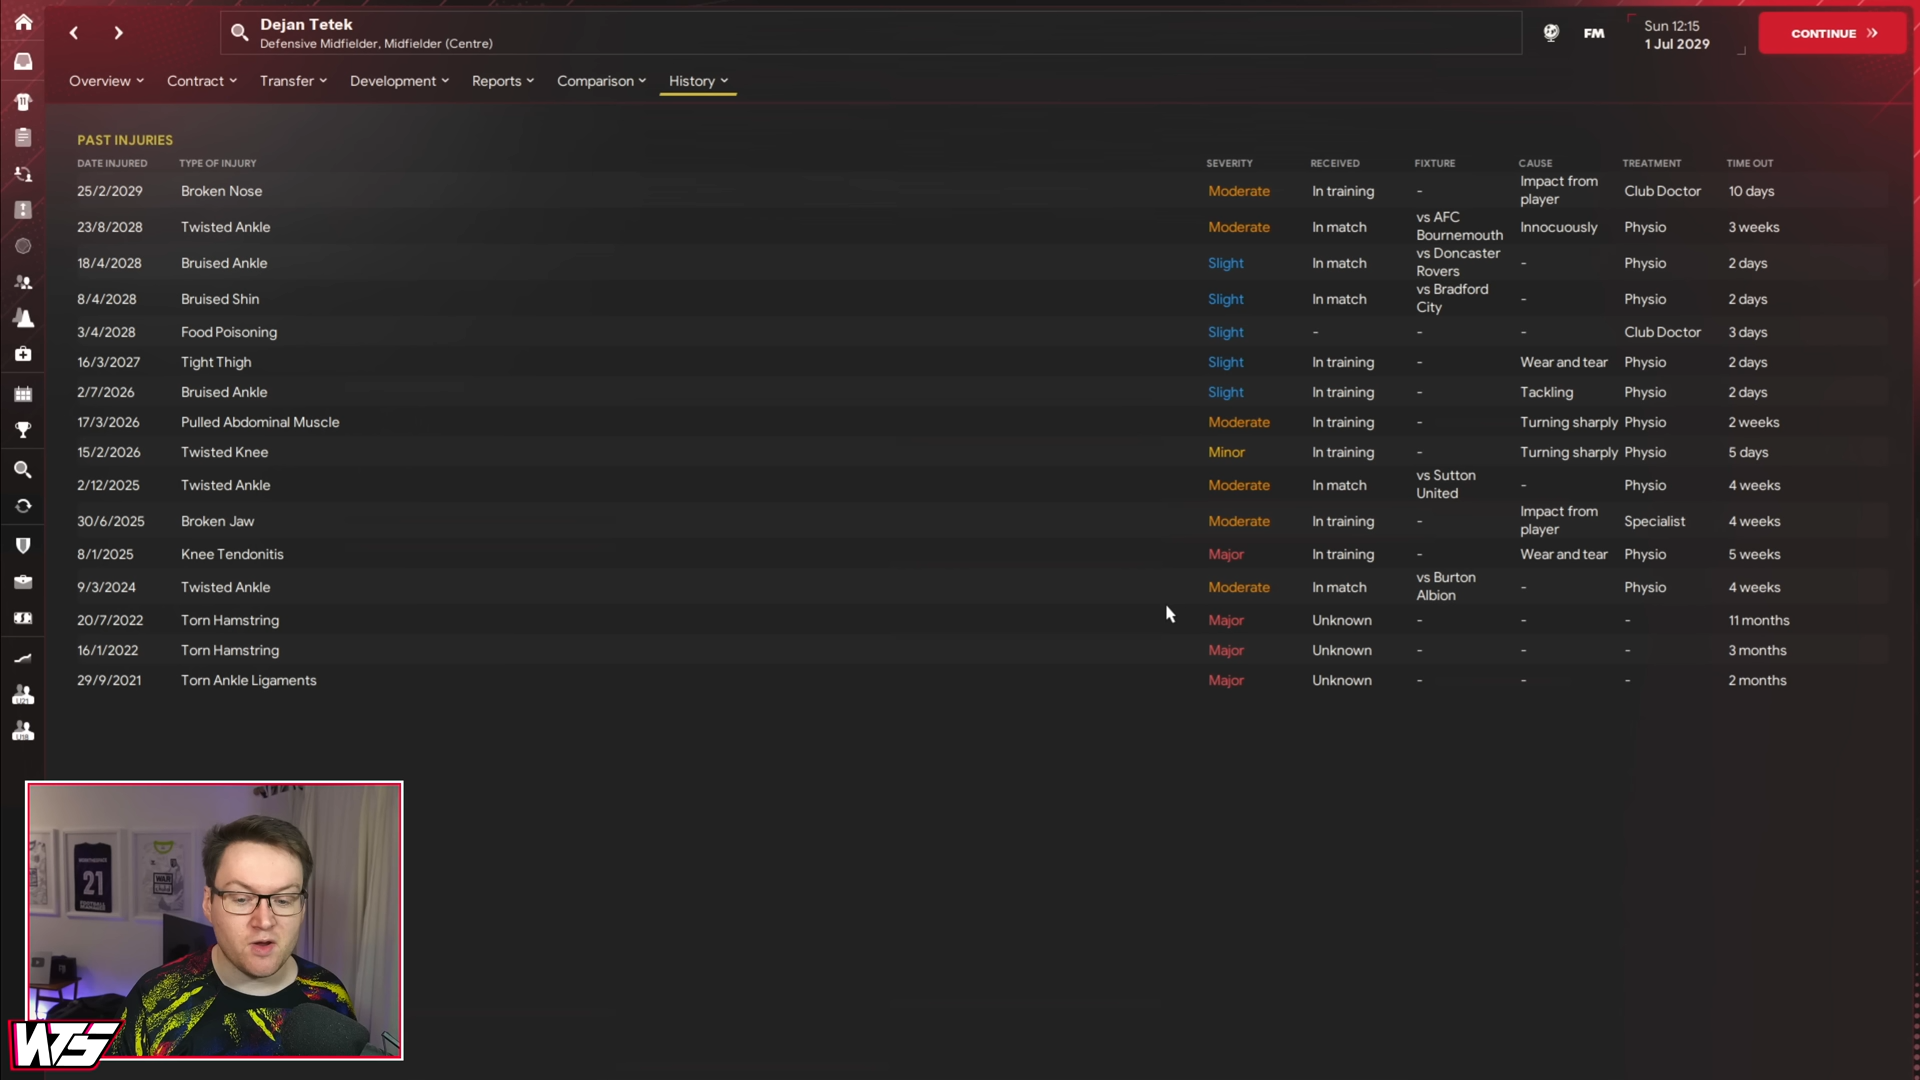 Dejan Tetek
Defensive Midfielder, Midfielder (Centre)
FM
Sun 12:15
1 Jul 2029
CONTINUE
Overview Contract Transfer Development Reports Comparison History
PAST INJURIES
DATE INJURED TYPE OF INJURY SEVERITY RECEIVED FIXTURE CAUSE TREATMENT TIME OUT
25/2/2029 Broken Nose Moderate In training - Impact from player Club Doctor 10 days
23/8/2028 Twisted Ankle Moderate In match vs AFC Bournemouth Innocuously Physio 3 weeks
18/4/2028 Bruised Ankle Slight In match vs Doncaster Rovers - Physio 2 days
8/4/2028 Bruised Shin Slight In match vs Bradford City - Physio 2 days
3/4/2028 Food Poisoning Slight - - - Club Doctor 3 days
16/3/2027 Tight Thigh Slight In training - Wear and tear Physio 2 days
2/7/2026 Bruised Ankle Slight In training - Tackling Physio 2 days
17/3/2026 Pulled Abdominal Muscle Moderate In training - Turning sharply Physio 2 weeks
15/2/2026 Twisted Knee Minor In training - Turning sharply Physio 5 days
2/12/2025 Twisted Ankle Moderate In match vs Sutton United - Physio 4 weeks
30/6/2025 Broken Jaw Moderate In training - Impact from player Specialist 4 weeks
8/1/2025 Knee Tendonitis Major In training - Wear and tear Physio 5 weeks
9/3/2024 Twisted Ankle Moderate In match vs Burton Albion - Physio 4 weeks
20/7/2022 Torn Hamstring Major Unknown - - - 11 months
16/1/2022 Torn Hamstring Major Unknown - - - 3 months
29/9/2021 Torn Ankle Ligaments Major Unknown - - - 2 months
U21
U18
21
WTS